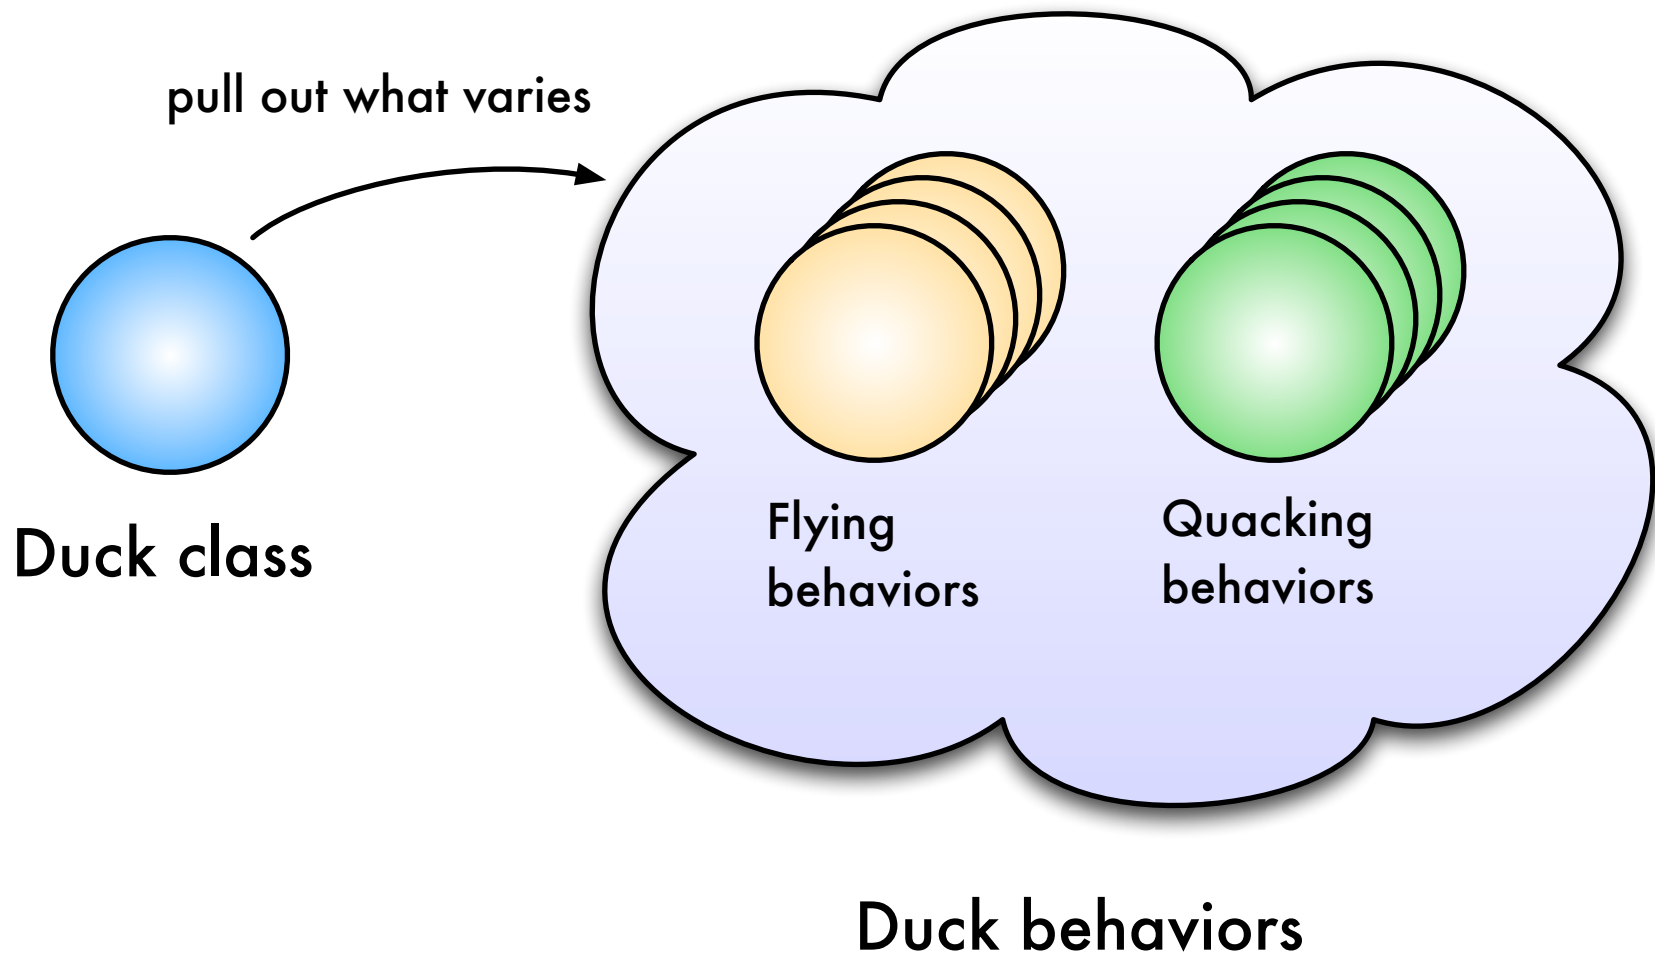 pull out what varies
Duck class
Flying
behaviors
Quacking
behaviors
Duck behaviors